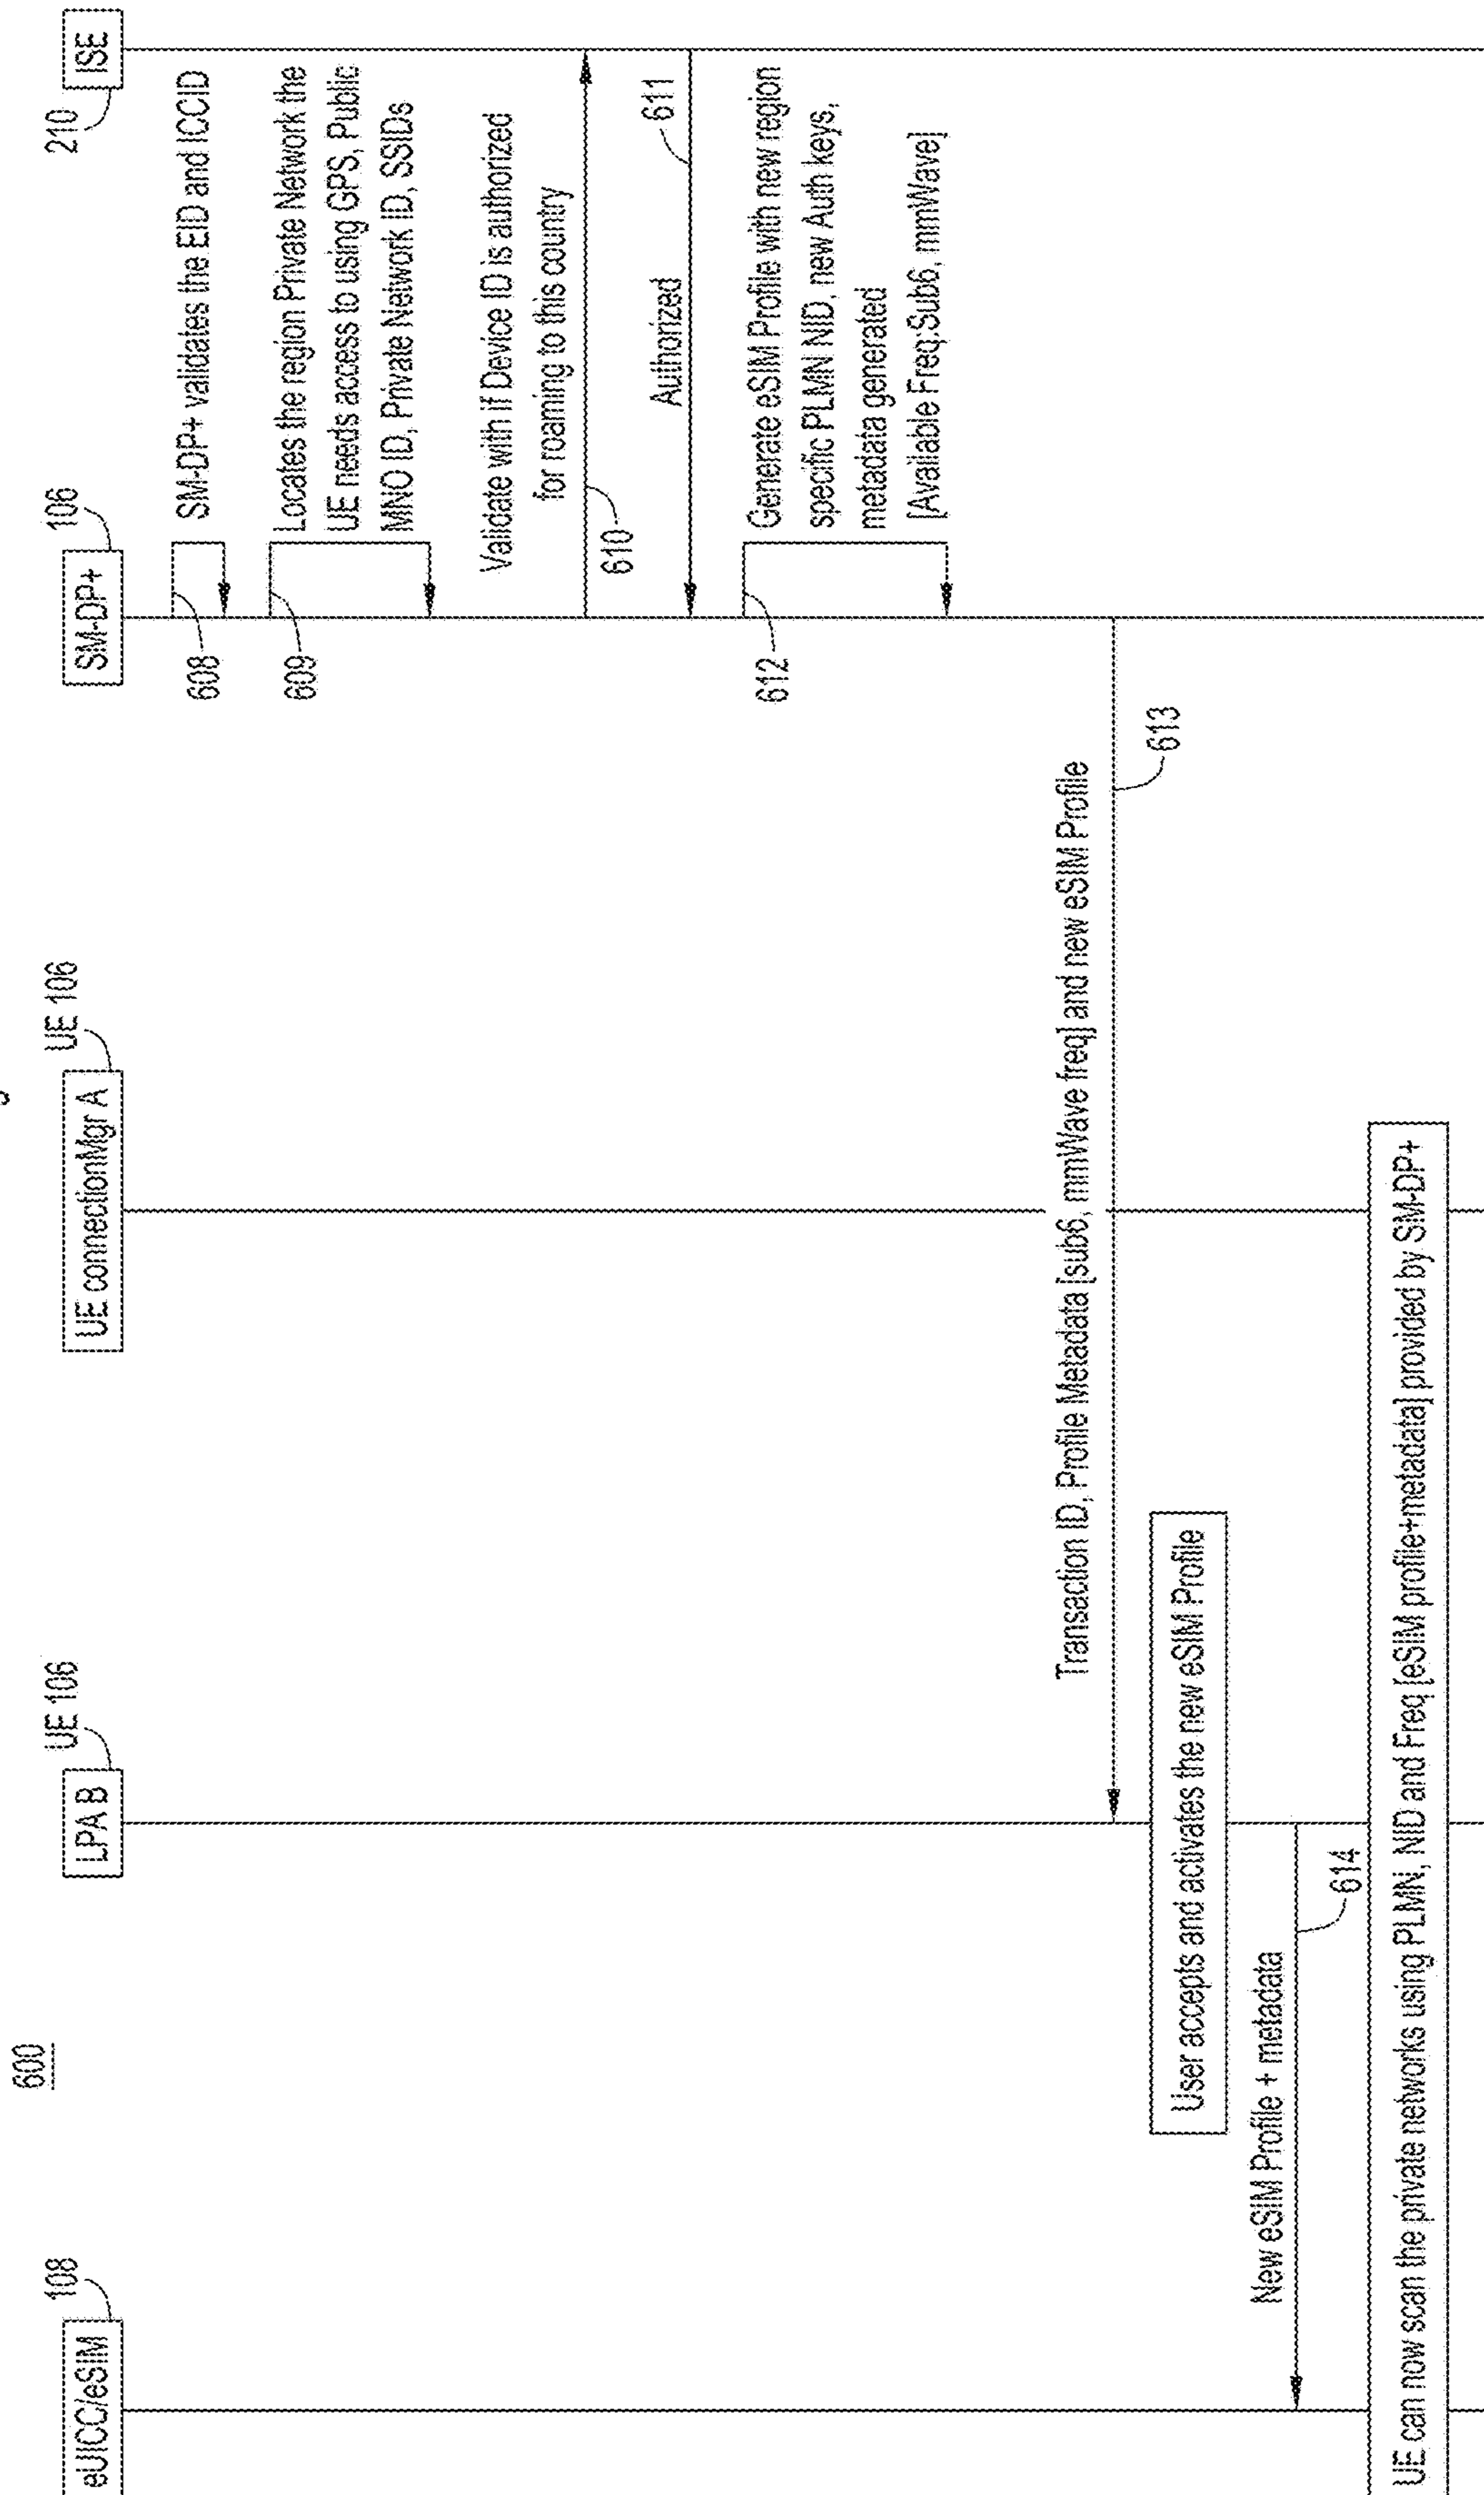 600
eUICC/eSIM
108
LPA B
UE 106
UE connectionMgr A
UE 106
SM-DP+
106
ISE
210
608
SM-DP+ validates the EID and ICCID
609
Locates the region Private Network the
UE needs access to using GPS, Public
MNO ID, Private Network ID, SSIDs
Validate with if Device ID is authorized
for roaming to this country
610
Authorized
611
612
Generate eSIM Profile with new region
specific PLMN NID, new Auth keys,
metadata generated
[Available Freq:Sub6, mmWave]
Transaction ID, Profile Metadata [sub6, mmWave freq] and new eSIM Profile
613
User accepts and activates the new eSIM Profile
New eSIM Profile + metadata
614
UE can now scan the private networks using PLMN, NID and Freq [eSIM profile+metadata] provided by SM-DP+